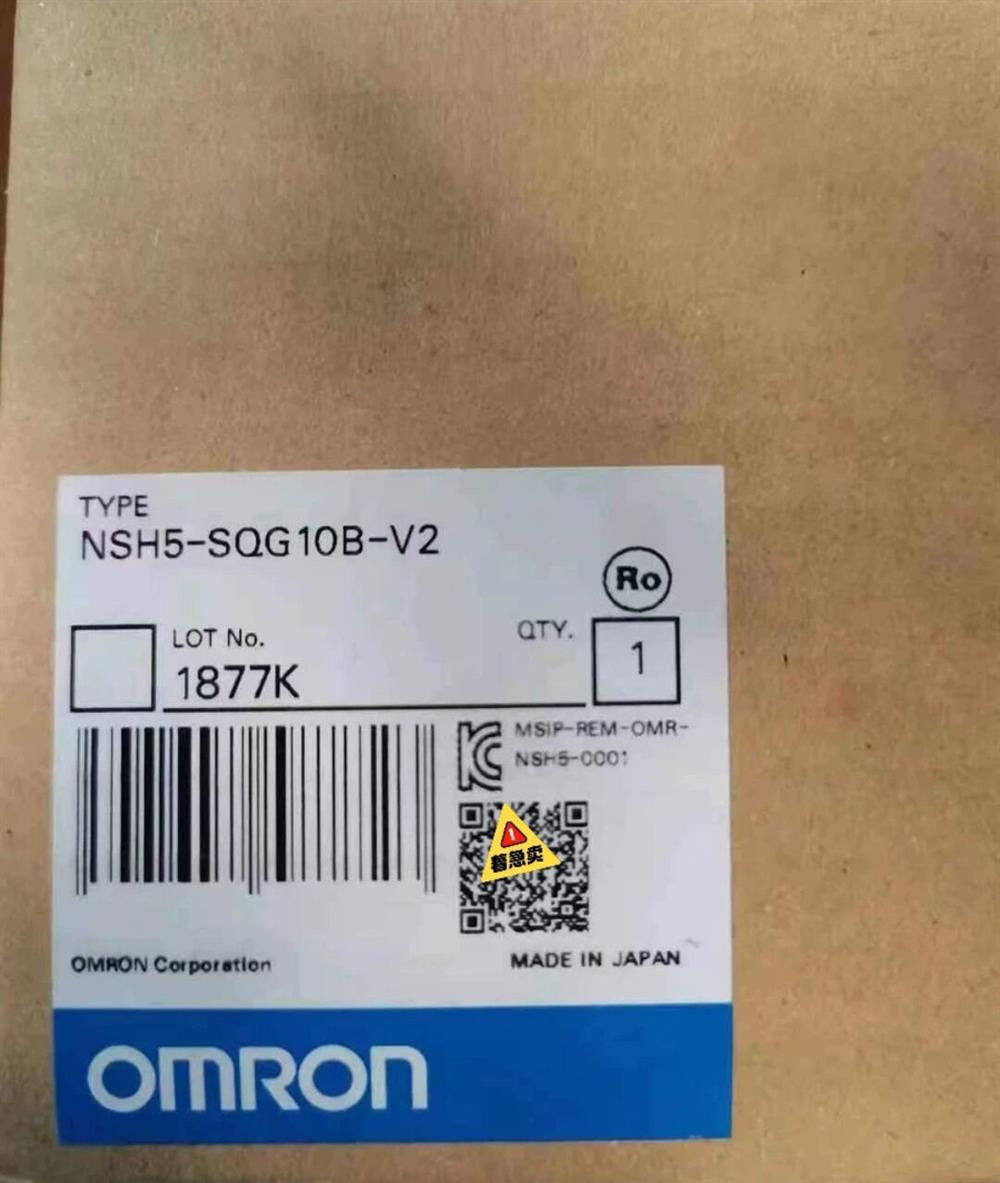 TYPE
NSH5-SQG10B-V2
Ro
LOT No.
QTY.
1877K
1
MSIP-REM-OMR-
NSH5-0001
!
着急卖
OMRON Corporation
MADE IN JAPAN
OMRON